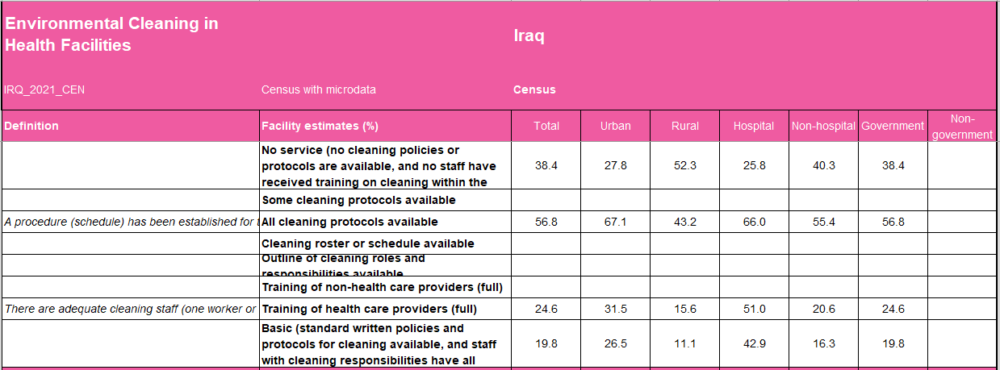 Environmental Cleaning in
Health Facilities
Iraq
IRQ_2021_CEN Census with microdata Census
Definition Facility estimates (%) Total Urban Rural Hospital Non-hospital Government Non-
government
No service (no cleaning policies or
protocols are available, and no staff have
received training on cleaning within the
38.4 27.8 52.3 25.8 40.3 38.4
Some cleaning protocols available
A procedure (schedule) has been established for t All cleaning protocols available 56.8 67.1 43.2 66.0 55.4 56.8
Cleaning roster or schedule available
Outline of cleaning roles and
responsibilities available
Training of non-health care providers (full)
There are adequate cleaning staff (one worker or Training of health care providers (full) 24.6 31.5 15.6 51.0 20.6 24.6
Basic (standard written policies and
protocols for cleaning available, and staff
with cleaning responsibilities have all
19.8 26.5 11.1 42.9 16.3 19.8